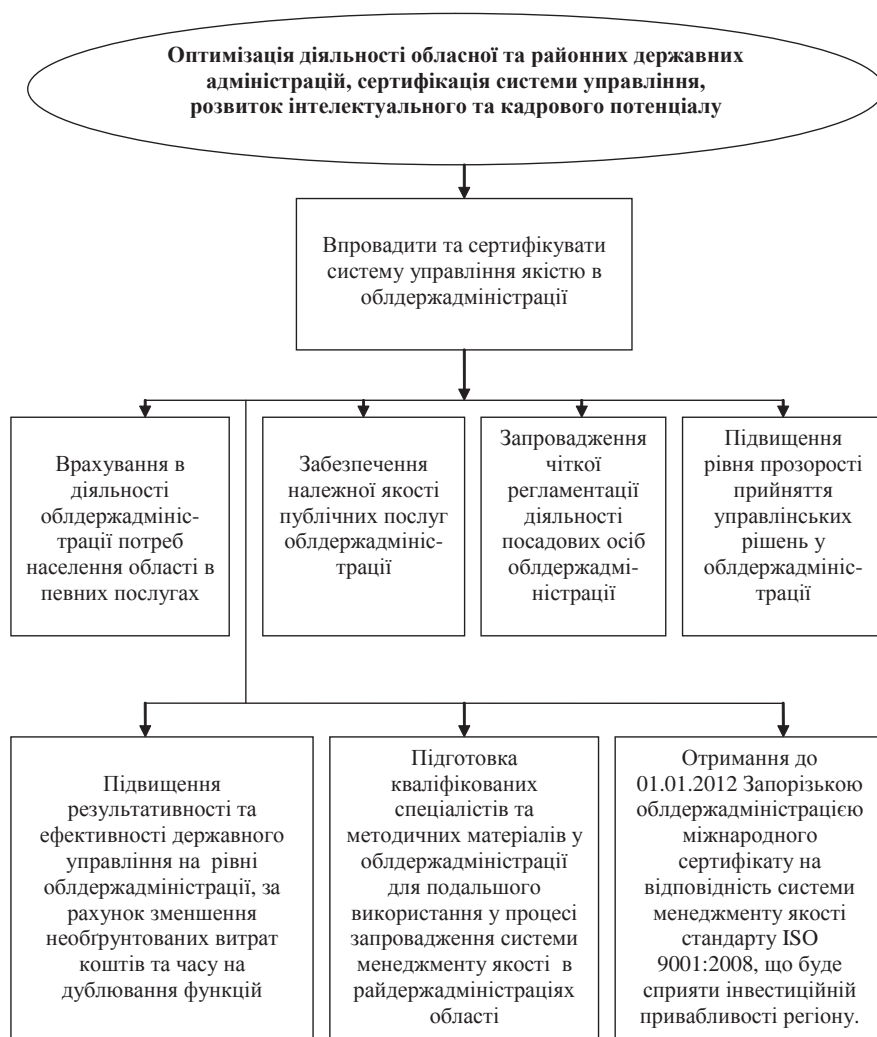 Оптимізація діяльності обласної та районних державних
адміністрацій, сертифікація системи управління,
розвиток інтелектуального та кадрового потенціалу
Впровадити та сертифікувати
систему управління якістю в
облдержадміністрації
Врахування в
діяльності
облдержадмініс-
трації потреб
населення області в
певних послугах
Забезпечення
належної якості
публічних послуг
облдержадмініс-
трації
Запровадження
чіткої
регламентації
діяльності
посадових осіб
облдержадмі-
ністрації
Підвищення
рівня прозорості
прийняття
управлінських
рішень у
облдержадмініс-
трації
Підвищення
результативності та
ефективності державного
управління на рівні
облдержадміністрації, за
рахунок зменшення
необґрунтованих витрат
коштів та часу на
дублювання функцій
Підготовка
кваліфікованих
спеціалістів та
методичних матеріалів у
облдержадміністрації
для подальшого
використання у процесі
запровадження системи
менеджменту якості в
райдержадміністраціях
області
Отримання до
01.01.2012 Запорізькою
облдержадміністрацією
міжнародного
сертифікату на
відповідність системи
менеджменту якості
стандарту ISO
9001:2008, що буде
сприяти інвестиційній
привабливості регіону.